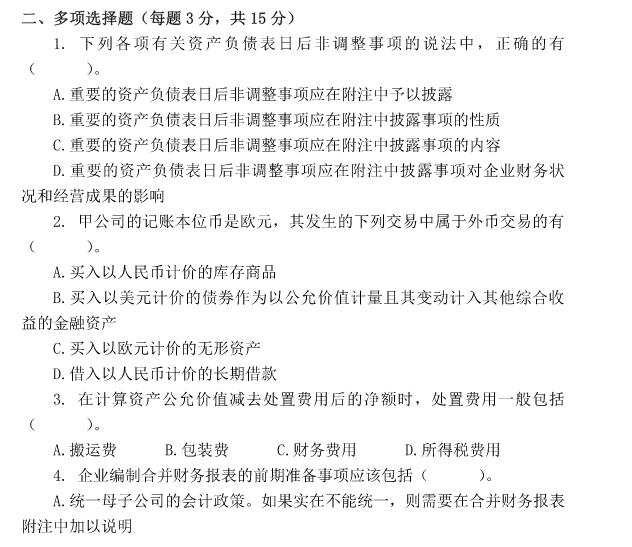 二、多项选择题（每题 3 分，共 15 分）
1. 下列各项有关资产负债表日后非调整事项的说法中，正确的有
（　　）。
A.重要的资产负债表日后非调整事项应在附注中予以披露
B.重要的资产负债表日后非调整事项应在附注中披露事项的性质
C.重要的资产负债表日后非调整事项应在附注中披露事项的内容
D.重要的资产负债表日后非调整事项应在附注中披露事项对企业财务状
况和经营成果的影响
2. 甲公司的记账本位币是欧元，其发生的下列交易中属于外币交易的有
（　　）。
A.买入以人民币计价的库存商品
B.买入以美元计价的债券作为以公允价值计量且其变动计入其他综合收
益的金融资产
C.买入以欧元计价的无形资产
D.借入以人民币计价的长期借款
3. 在计算资产公允价值减去处置费用后的净额时，处置费用一般包括
（　　）。
A.搬运费　B.包装费　C.财务费用　D.所得税费用
4. 企业编制合并财务报表的前期准备事项应该包括（　　）。
A.统一母子公司的会计政策。如果实在不能统一，则需要在合并财务报表
附注中加以说明